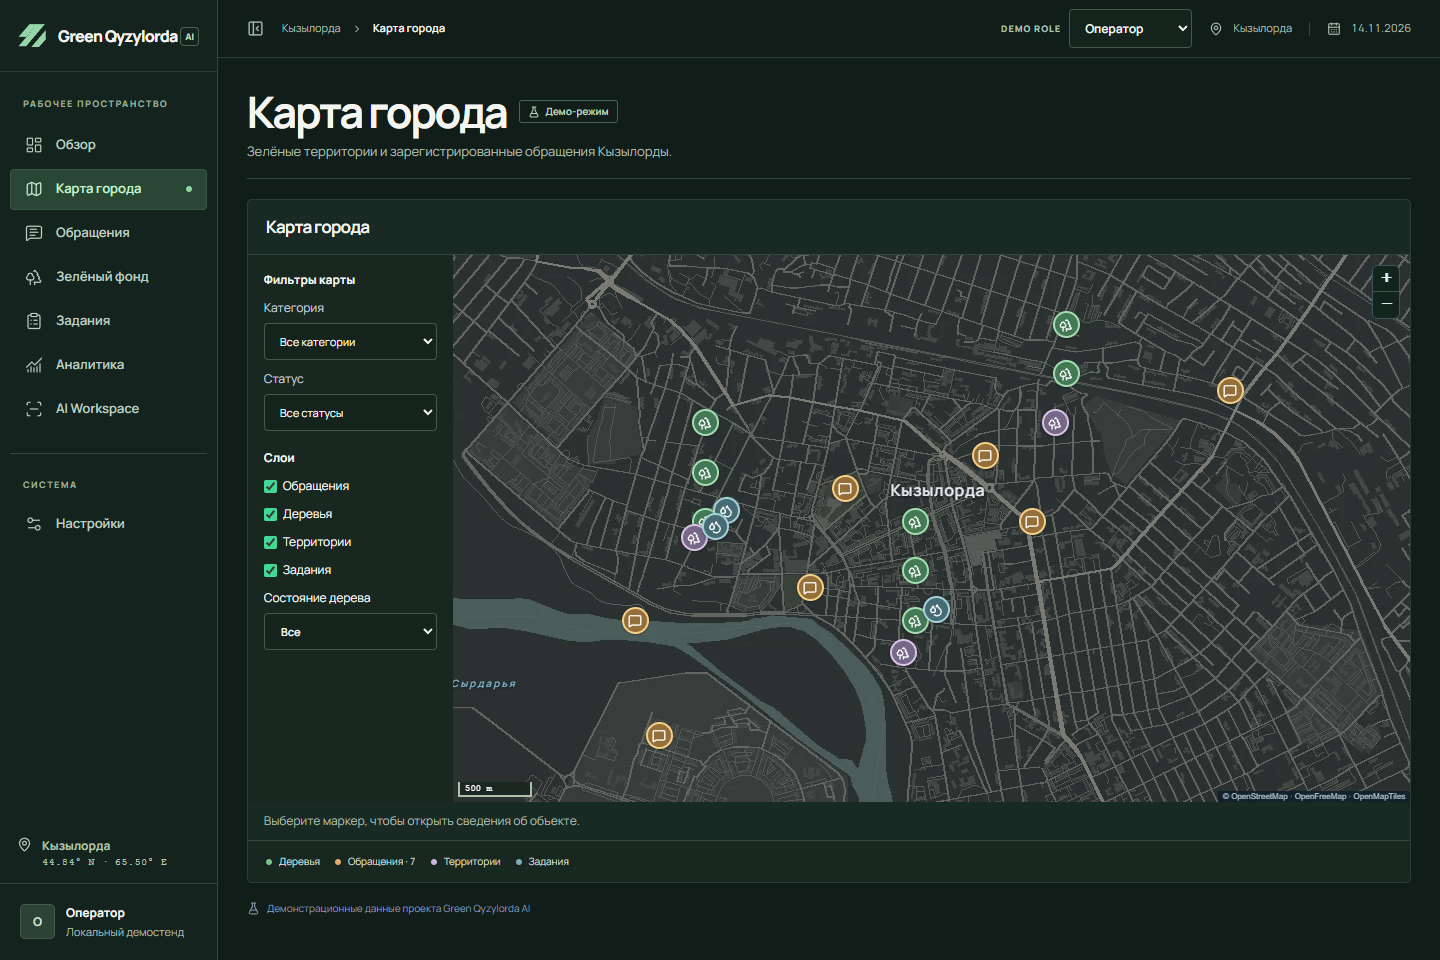 Green Qyzylorda AI
Кызылорда
Карта города
DEMO ROLE
Оператор
Кызылорда
14.11.2026
РАБОЧЕЕ ПРОСТРАНСТВО
Обзор
Карта города
Обращения
Зелёный фонд
Задания
Аналитика
AI Workspace
СИСТЕМА
Настройки
Кызылорда
44.84° N · 65.50° E
О
Оператор
Локальный демостенд
Карта города
Демо-режим
Зелёные территории и зарегистрированные обращения Кызылорды.
Карта города
Фильтры карты
Категория
Все категории
Статус
Все статусы
Слои
Обращения
Деревья
Территории
Задания
Состояние дерева
Все
+
−
Кызылорда
Сырдарья
500 m
© OpenStreetMap · OpenFreeMap · OpenMapTiles
Выберите маркер, чтобы открыть сведения об объекте.
Деревья
Обращения · 7
Территории
Задания
Демонстрационные данные проекта Green Qyzylorda AI